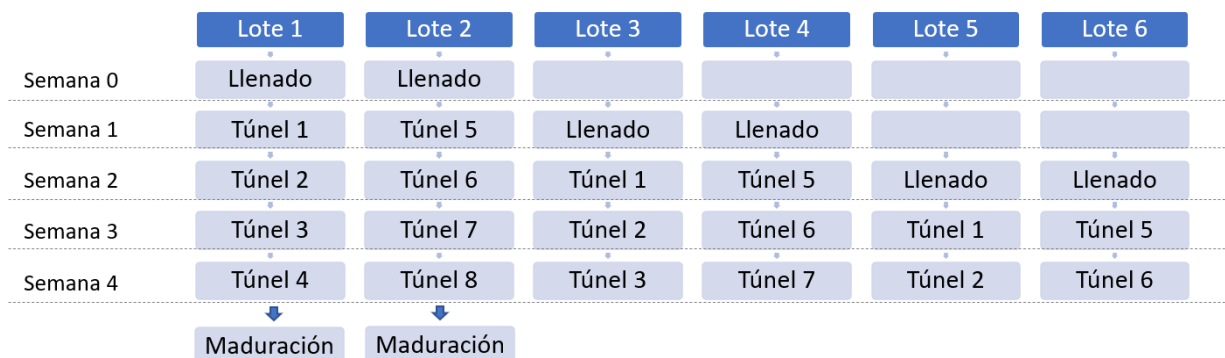 Lote 1 Lote 2 Lote 3 Lote 4 Lote 5 Lote 6
Semana 0 Llenado Llenado
Semana 1 Túnel 1 Túnel 5 Llenado Llenado
Semana 2 Túnel 2 Túnel 6 Túnel 1 Túnel 5 Llenado Llenado
Semana 3 Túnel 3 Túnel 7 Túnel 2 Túnel 6 Túnel 1 Túnel 5
Semana 4 Túnel 4 Túnel 8 Túnel 3 Túnel 7 Túnel 2 Túnel 6
Maduración Maduración